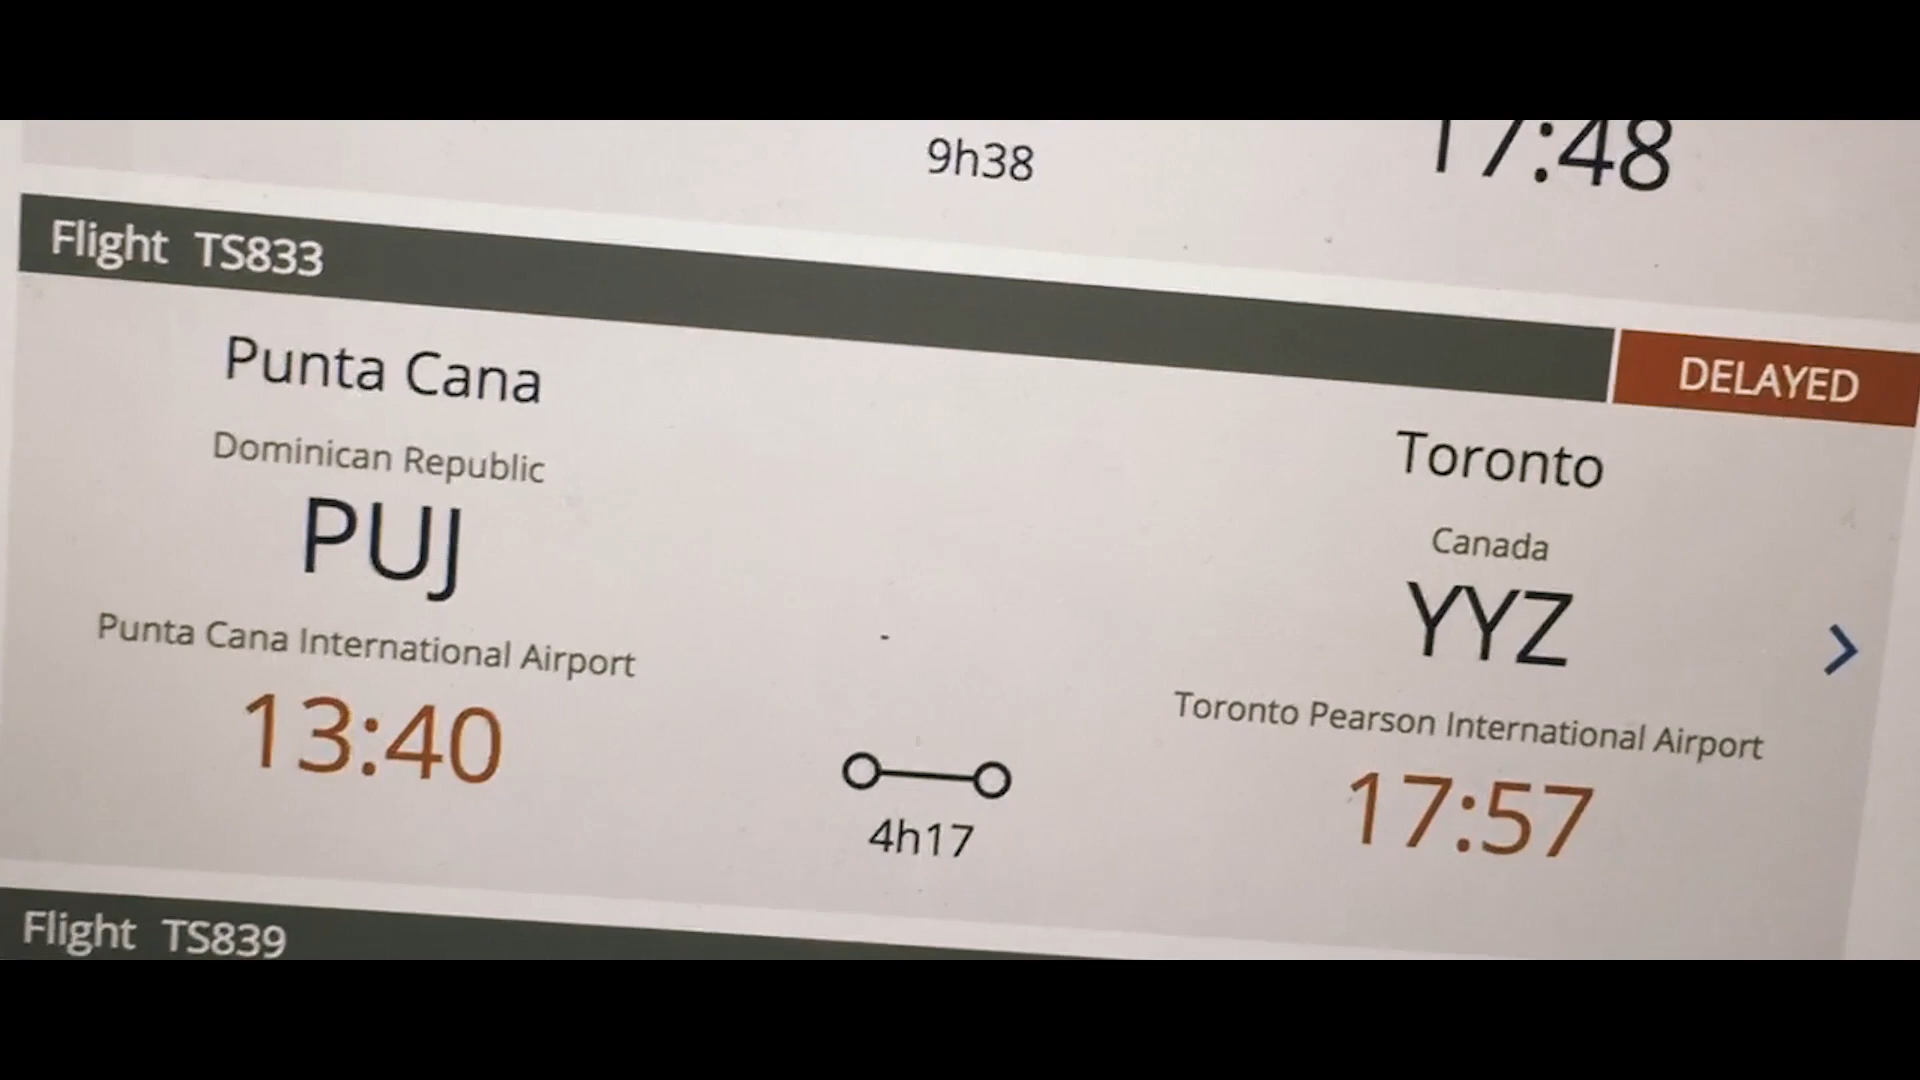 9h38
17:48
Flight TS833
DELAYED
Punta Cana
Toronto
Dominican Republic
Canada
PUJ
YYZ
Punta Cana International Airport
Toronto Pearson International Airport
13:40
17:57
4h17
Flight TS839